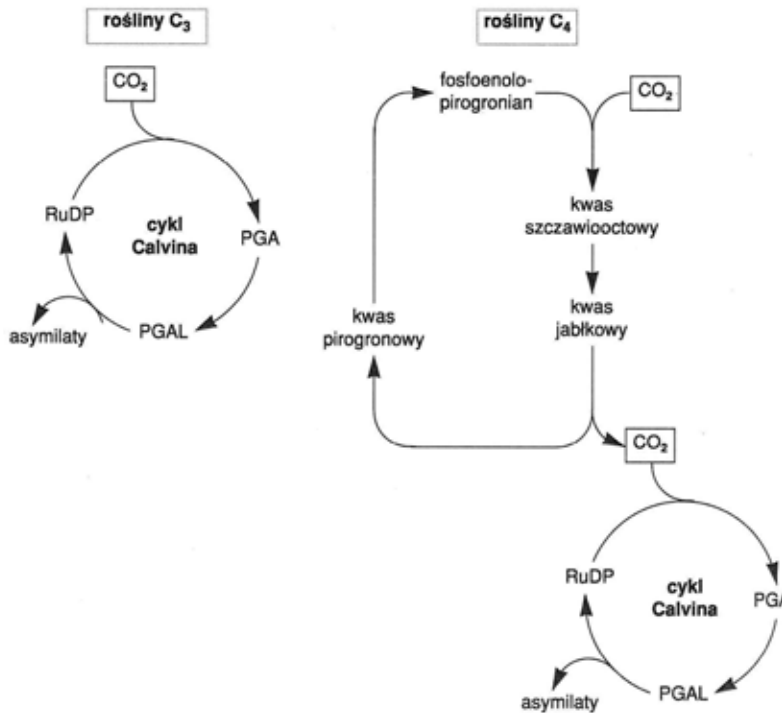 rośliny C₃
CO₂
RuDP
cykl
Calvina
PGA
asymilaty
PGAL
rośliny C₄
fosfoenolo-
pirogronian
CO₂
kwas
szczawiooctowy
kwas
pirogronowy
kwas
jabłkowy
CO₂
RuDP
cykl
Calvina
PGA
asymilaty
PGAL